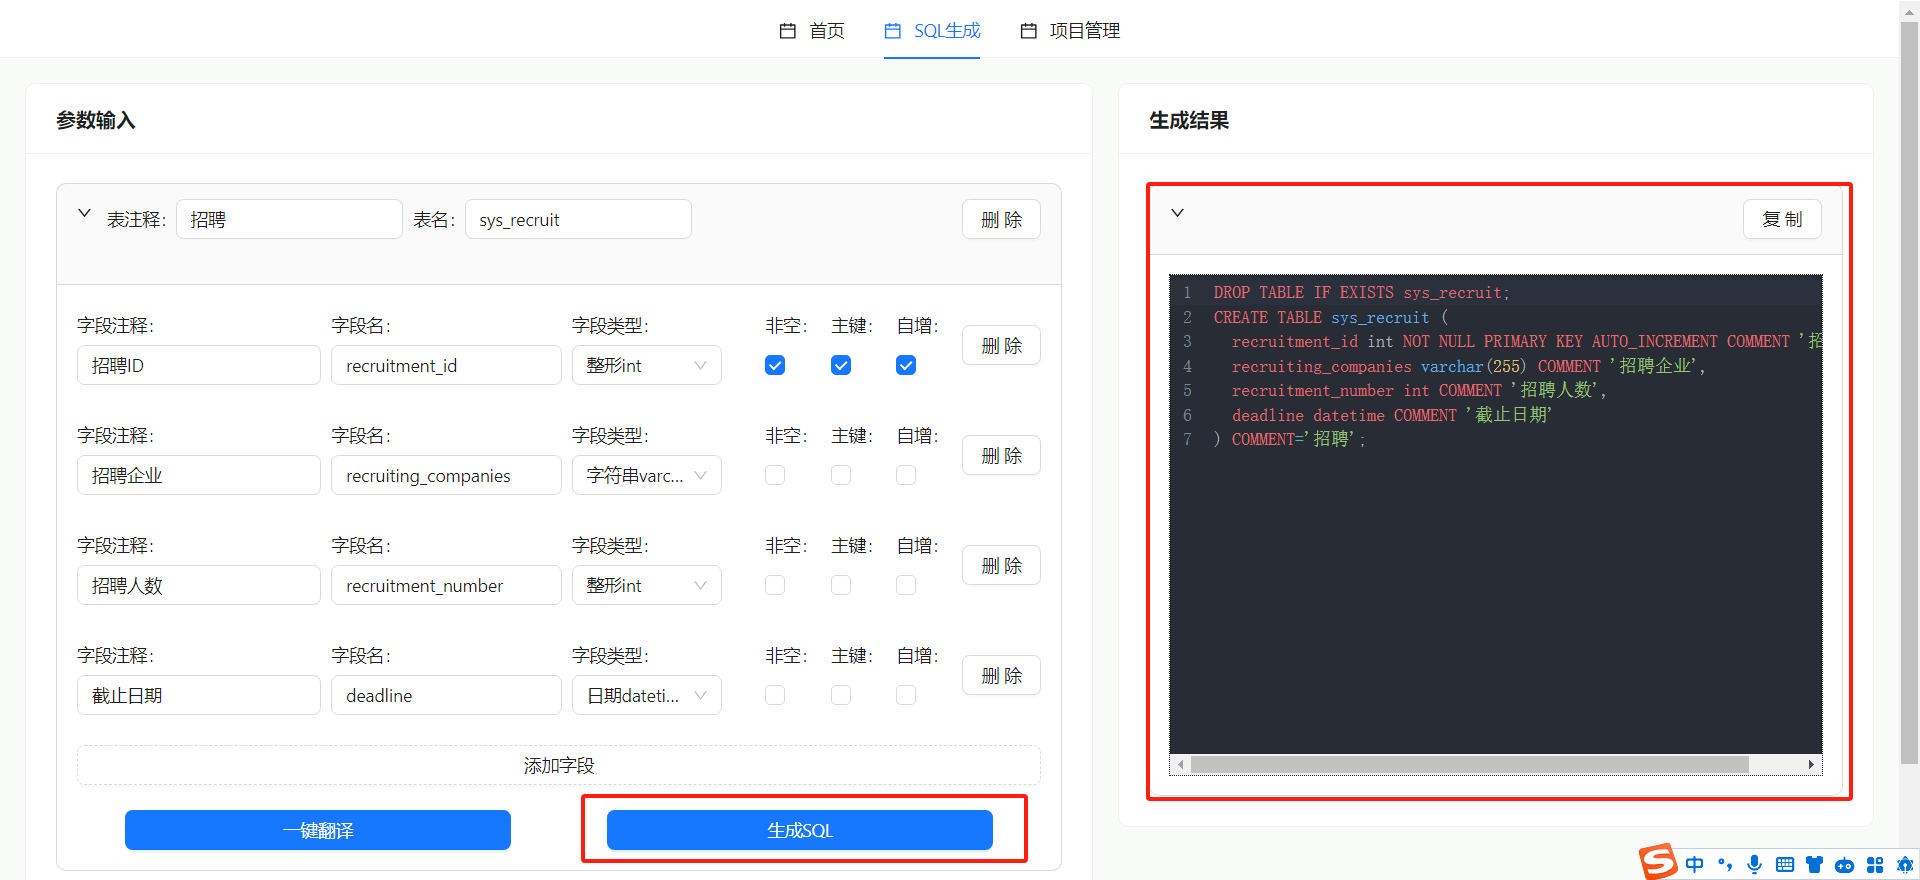 首页 SQL生成 项目管理
参数输入
表注释: 招聘 表名: sys_recruit 删 除
字段注释: 字段名: 字段类型: 非空: 主键: 自增:
招聘ID recruitment_id 整形int 删 除
字段注释: 字段名: 字段类型: 非空: 主键: 自增:
招聘企业 recruiting_companies 字符串varc... 删 除
字段注释: 字段名: 字段类型: 非空: 主键: 自增:
招聘人数 recruitment_number 整形int 删 除
字段注释: 字段名: 字段类型: 非空: 主键: 自增:
截止日期 deadline 日期dateti... 删 除
添加字段
一键翻译 生成SQL
生成结果
复 制
1 DROP TABLE IF EXISTS sys_recruit;
2 CREATE TABLE sys_recruit (
3 recruitment_id int NOT NULL PRIMARY KEY AUTO_INCREMENT COMMENT '招
4 recruiting_companies varchar(255) COMMENT '招聘企业',
5 recruitment_number int COMMENT '招聘人数',
6 deadline datetime COMMENT '截止日期'
7 ) COMMENT='招聘';
S 中